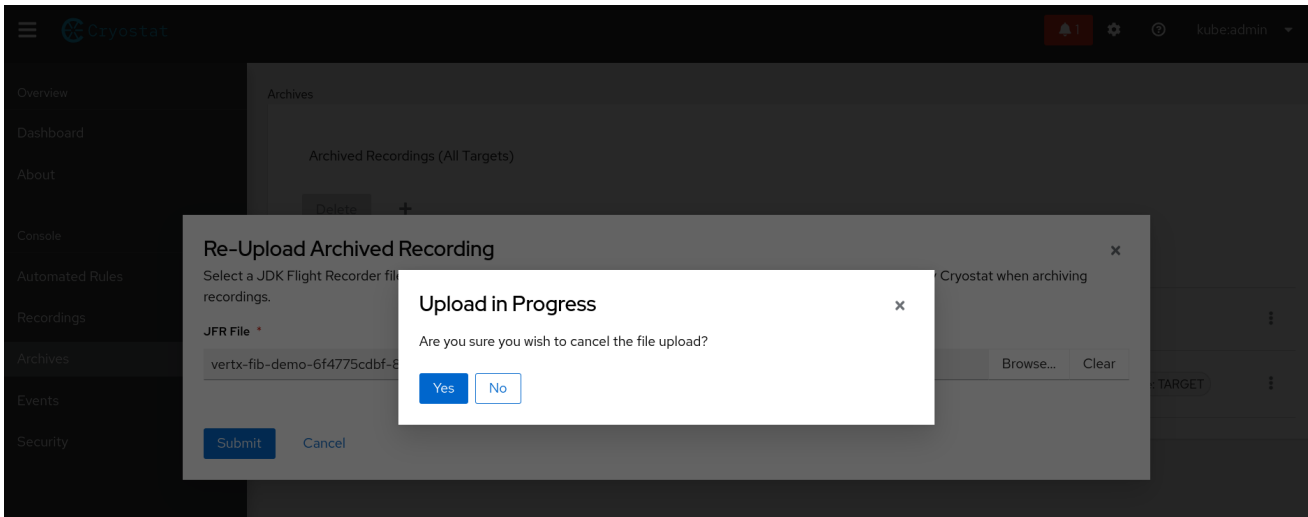 Cryostat
1
kube:admin
Overview
Dashboard
About
Console
Automated Rules
Recordings
Archives
Events
Security
Archives
Archived Recordings (All Targets)
Delete
Re-Upload Archived Recording
Select a JDK Flight Recorder
Cryostat when archiving
recordings.
JFR File *
vertx-fib-demo-6f4775cdbf-
Browse...
Clear
TARGET
Submit
Cancel
Upload in Progress
Are you sure you wish to cancel the file upload?
Yes
No